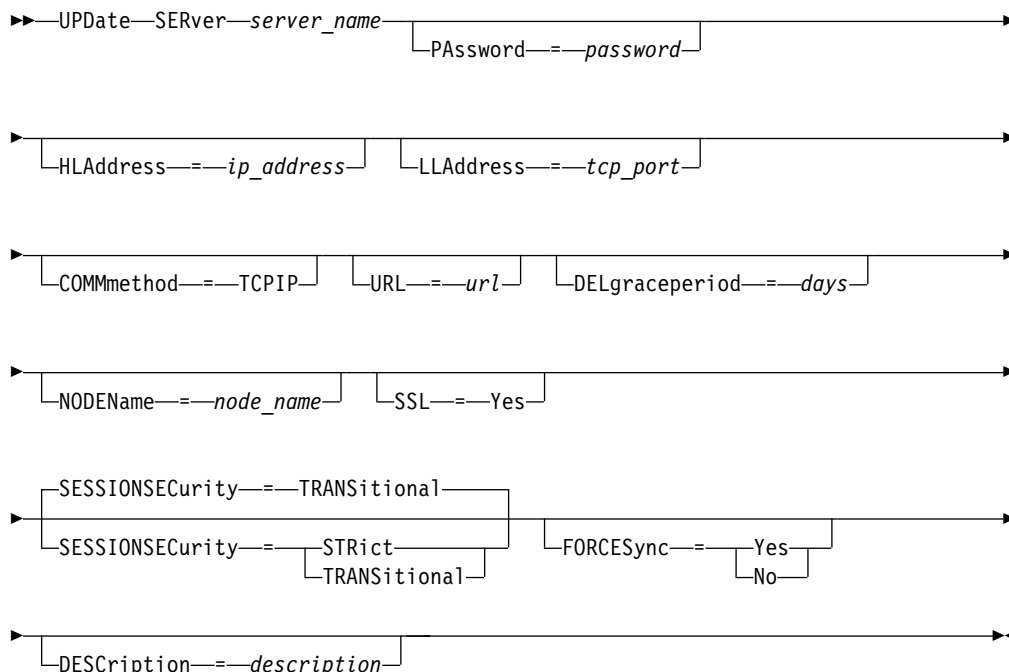 UPDate SERver server_name
PAssword = password
HLAddress = ip_address LLAddress = tcp_port
COMMmethod = TCPIP URL = url DELgraceperiod = days
NODEName = node_name SSL = Yes
SESSIONSECurity = TRANSitional
SESSIONSECurity = STRict FORCESync = Yes
TRANSitional No
DESCription = description